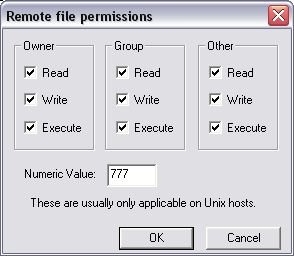 Remote file permissions
Owner Group Other
Read Read Read
Write Write Write
Execute Execute Execute
Numeric Value: 777
These are usually only applicable on Unix hosts.
OK Cancel